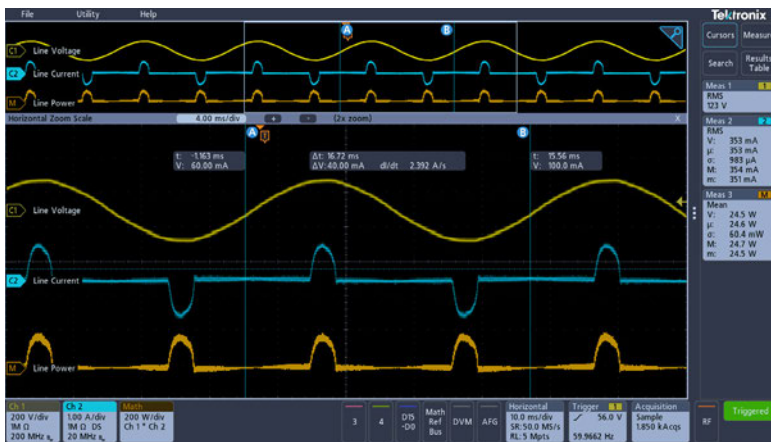 File Utility Help
Tektronix
C1 Line Voltage
C2 Line Current
M Line Power
A B
Cursors Measure
Search Results
Table
Horizontal Zoom Scale 4.00 ms/div + - (2x zoom) X
A B
t: -1.163 ms Δt: 16.72 ms t: 15.56 ms
V: 60.00 mA ΔV: 40.00 mA dI/dt 2.392 A/s V: 100.0 mA
C1 Line Voltage
C2 Line Current
M Line Power
Meas 1 1
RMS
123 V
Meas 2 2
RMS
V: 353 mA
μ: 353 mA
σ: 983 μA
M: 354 mA
m: 351 mA
Meas 3 M
Mean
V: 24.5 W
μ: 24.6 W
σ: 60.4 mW
M: 24.7 W
m: 24.5 W
Ch 1
200 V/div
1M Ω
200 MHz
Ch 2
1.00 A/div
1M Ω DS
20 MHz
Math
200 W/div
Ch 1 * Ch 2
3
4
D15
-D0
Math
Ref
Bus
DVM
AFG
Horizontal
10.0 ms/div
SR: 50.0 MS/s
RL: 5 Mpts
Trigger 1
56.0 V
59.9662 Hz
Acquisition
Sample
1.850 kAcqs
RF
Triggered